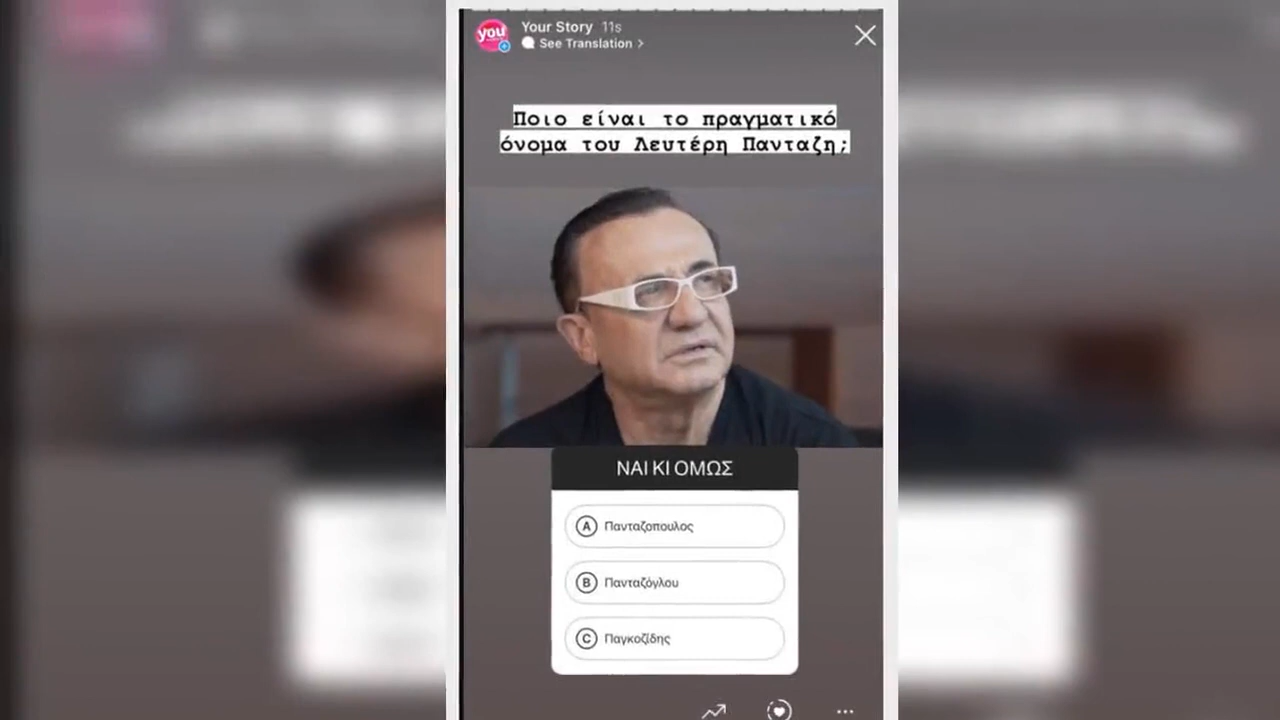 you
Your Story 11s
See Translation >
Ποιο είναι το πραγματικό
όνομα του Λευτέρη Πανταζη;
ΝΑΙ ΚΙ ΟΜΩΣ
A Πανταζοπουλος
B Πανταζόγλου
C Παγκοζίδης